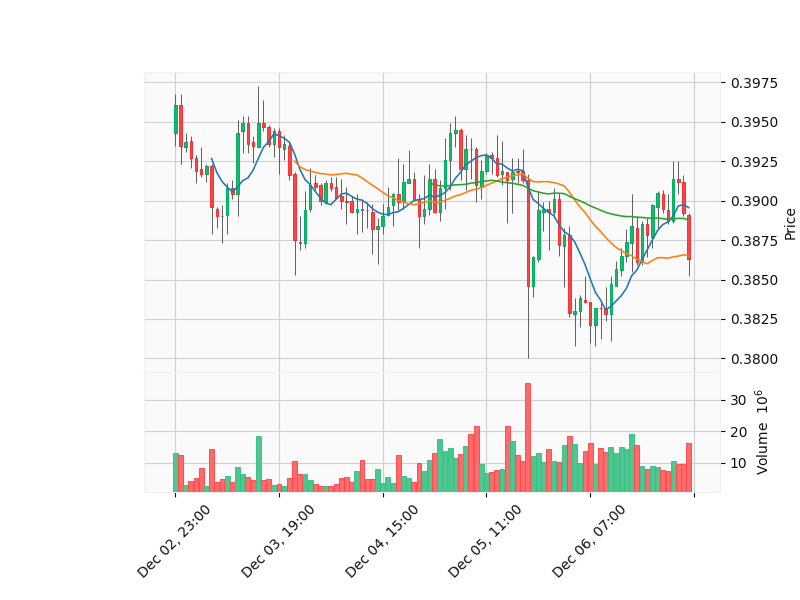 0.3975
0.3950
0.3925
0.3900
0.3875
0.3850
0.3825
0.3800
Price
30
20
10
Volume 10⁶
Dec 02, 23:00
Dec 03, 19:00
Dec 04, 15:00
Dec 05, 11:00
Dec 06, 07:00